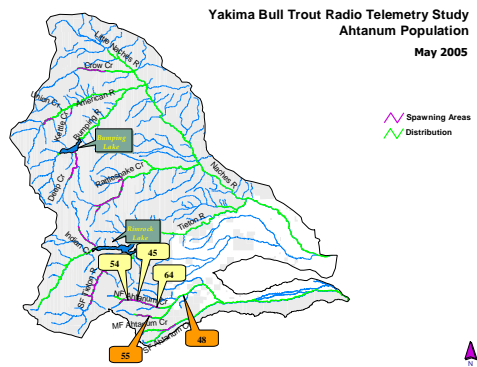 Yakima Bull Trout Radio Telemetry Study
Ahtanum Population
May 2005
Spawning Areas
Distribution
Little Naches R
Crow Cr
American R
Union Cr
Kettle Cr
Bumping R
Bumping
Lake
Deep Cr
Rattlesnake Cr
Naches R
Tieton R
Rimrock
Lake
Indian Cr
SF Tieton R
54
45
64
NF Ahtanum Cr
MF Ahtanum Cr
SF Ahtanum Cr
55
48
N